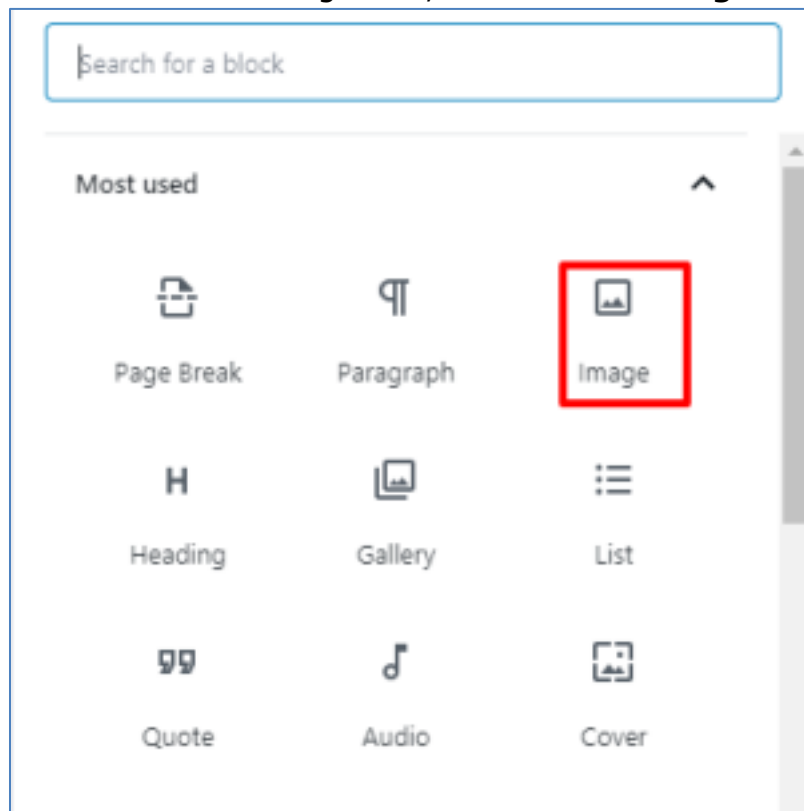 Search for a block
Most used
Page Break Paragraph Image
H
Heading Gallery List
Quote Audio Cover